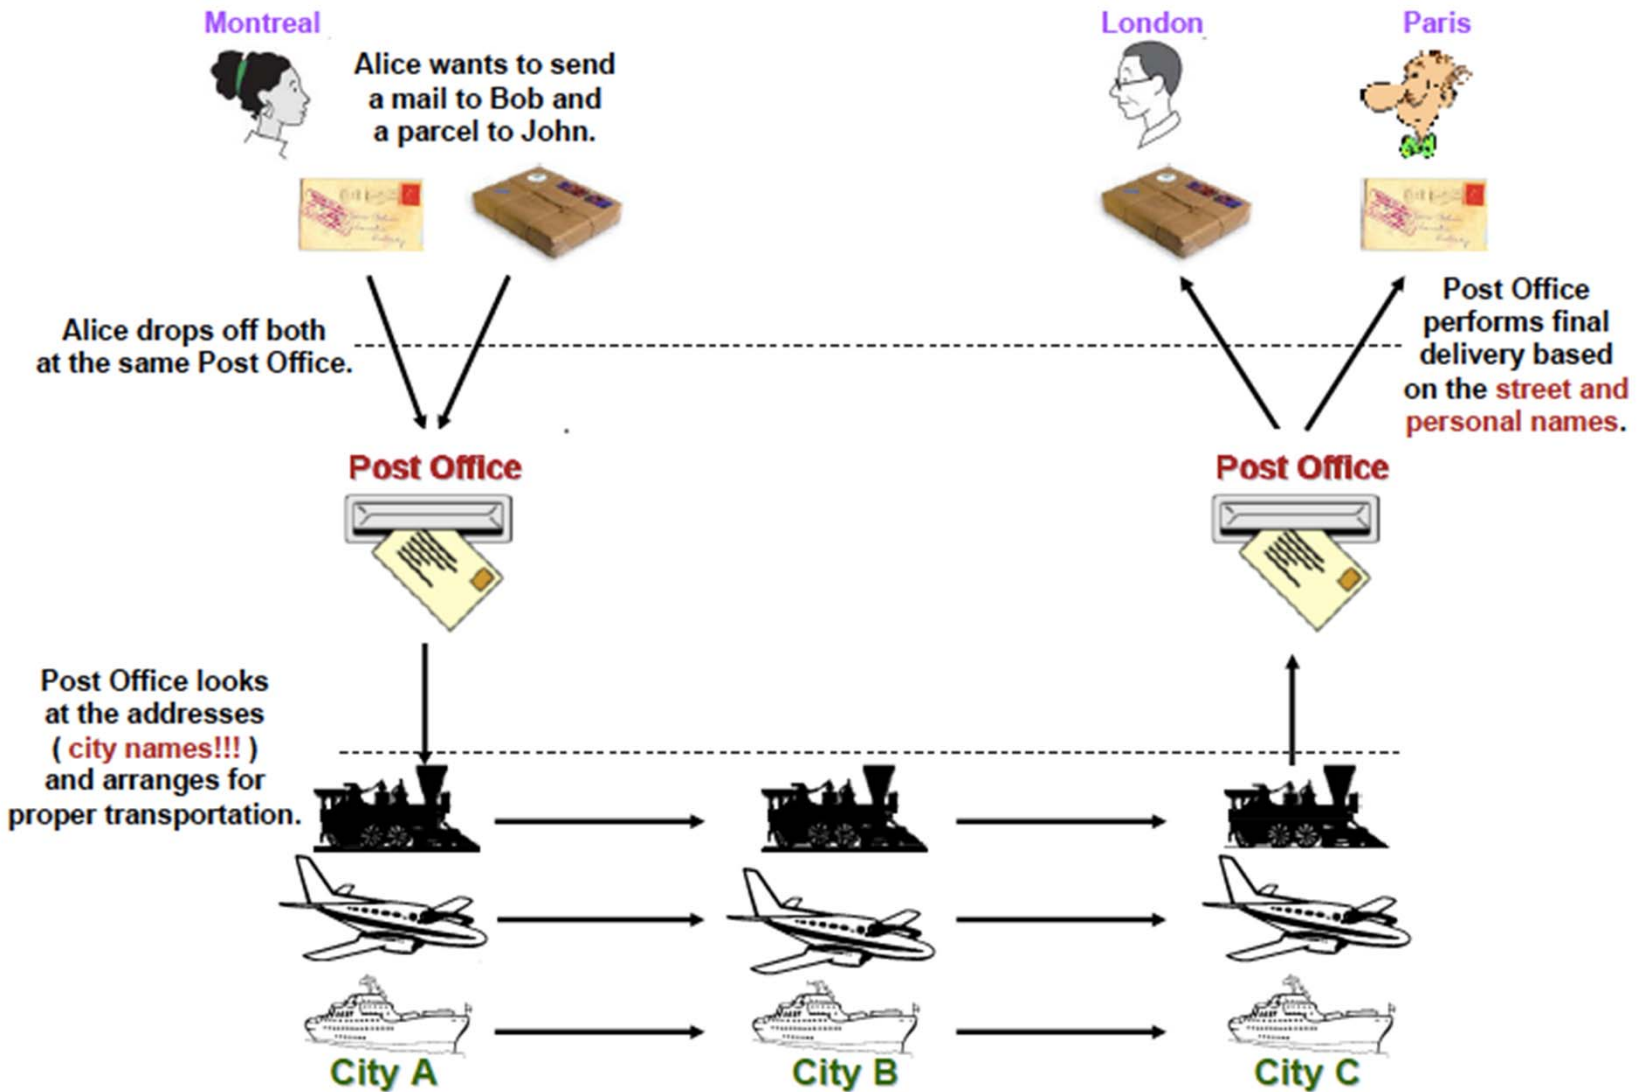 Montreal
London
Paris
Alice wants to send
a mail to Bob and
a parcel to John.
Alice drops off both
at the same Post Office.
Post Office
performs final
delivery based
on the street and
personal names.
Post Office
Post Office
Post Office looks
at the addresses
( city names!!! )
and arranges for
proper transportation.
City A
City B
City C